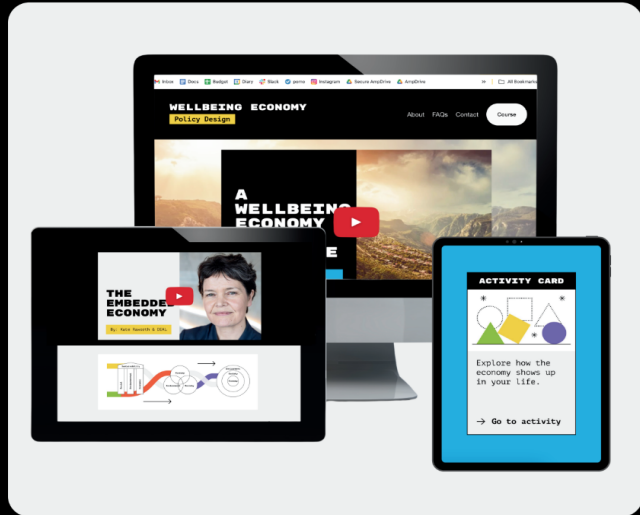 Inbox Docs Budget Diary Slack porno Instagram Secure AmpDrive AmpDrive » All Bookmarks
WELLBEING ECONOMY
Policy Design
About FAQs Contact Course
A
WELLBEING
ECONOMY
E
THE
EMBEDDED
ECONOMY
By: Kate Raworth & DEAL
ACTIVITY CARD
Explore how the
economy shows up
in your life.
→ Go to activity